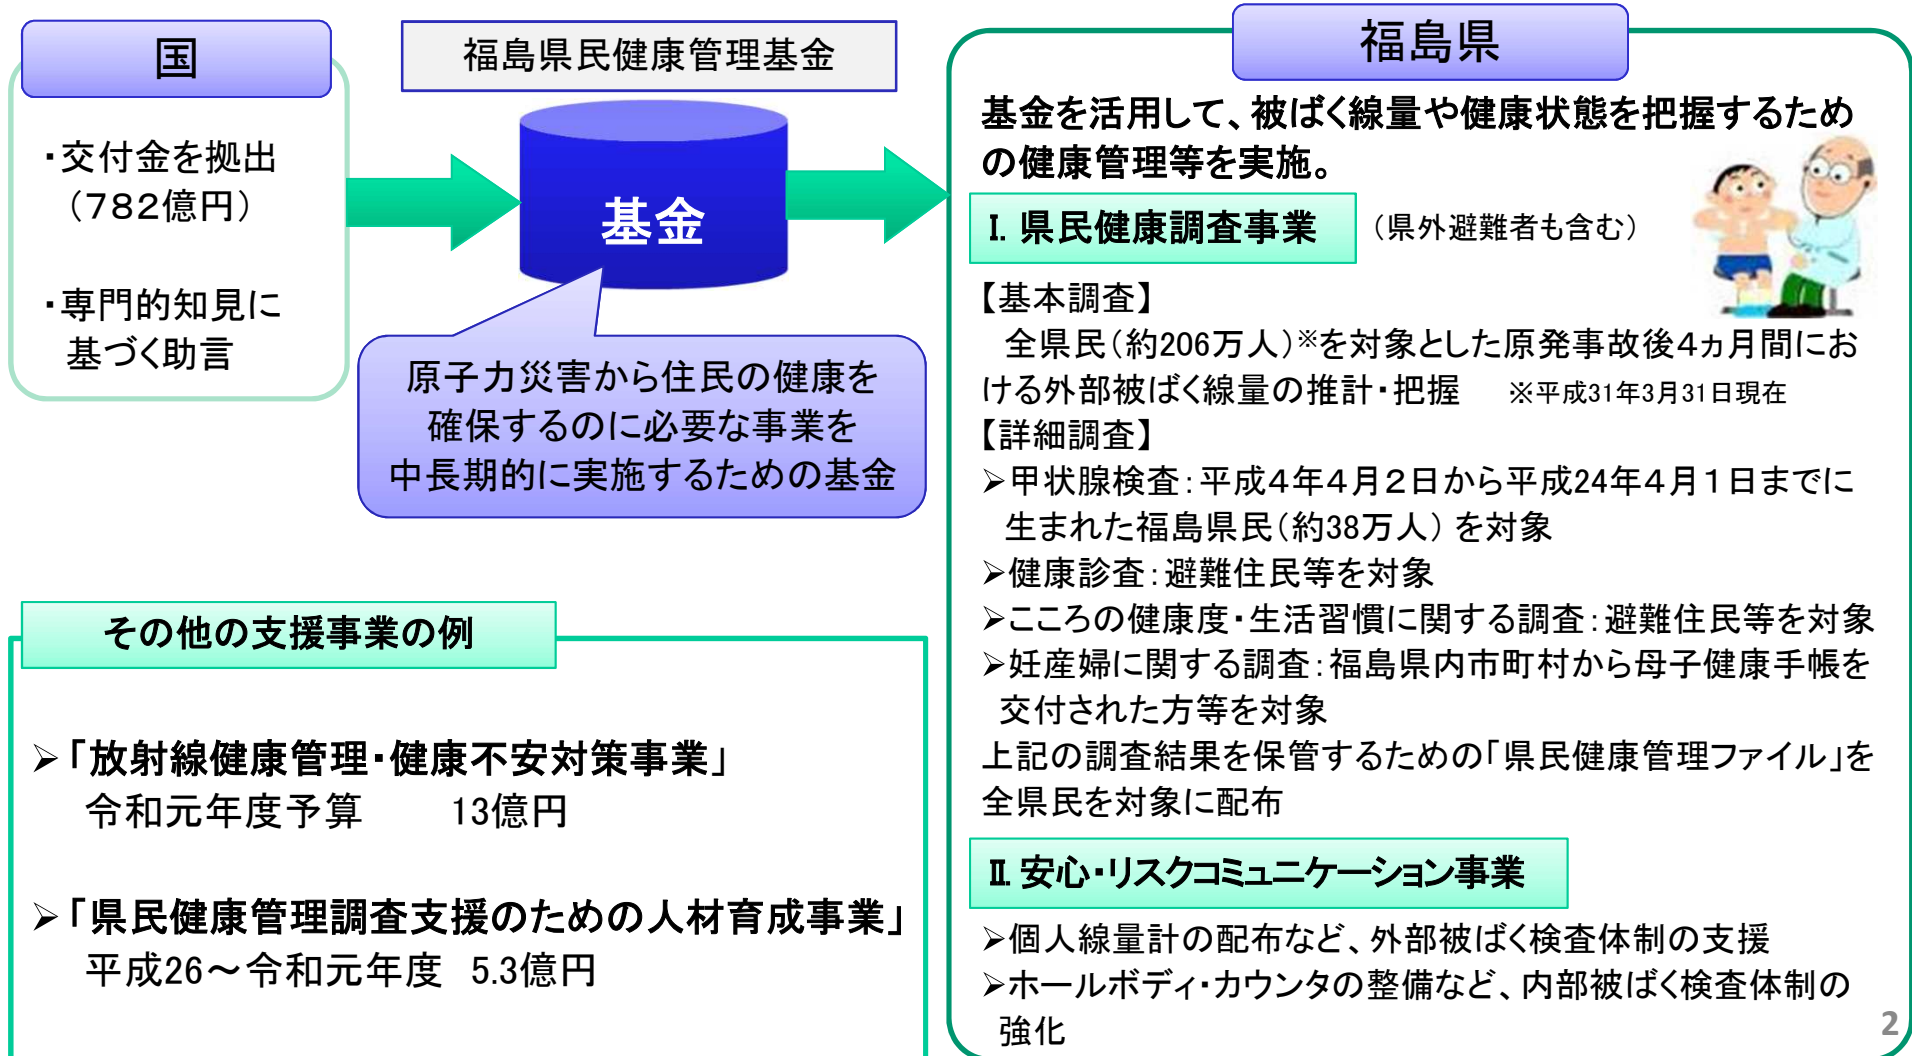 国
・交付金を拠出
（７８２億円）
・専門的知見に
基づく助言
福島県民健康管理基金
基金
原子力災害から住民の健康を
確保するのに必要な事業を
中長期的に実施するための基金
その他の支援事業の例
➢「放射線健康管理・健康不安対策事業」
令和元年度予算　　13億円
➢「県民健康管理調査支援のための人材育成事業」
平成26～令和元年度　5.3億円
福島県
基金を活用して、被ばく線量や健康状態を把握するため
の健康管理等を実施。
Ⅰ. 県民健康調査事業　（県外避難者も含む）
【基本調査】
全県民（約206万人）※を対象とした原発事故後４ヵ月間にお
ける外部被ばく線量の推計・把握　※平成31年3月31日現在
【詳細調査】
➢甲状腺検査：平成４年４月２日から平成24年４月１日までに
生まれた福島県民（約38万人）を対象
➢健康診査：避難住民等を対象
➢こころの健康度・生活習慣に関する調査：避難住民等を対象
➢妊産婦に関する調査：福島県内市町村から母子健康手帳を
交付された方等を対象
上記の調査結果を保管するための「県民健康管理ファイル」を
全県民を対象に配布
Ⅱ. 安心・リスクコミュニケーション事業
➢個人線量計の配布など、外部被ばく検査体制の支援
➢ホールボディ・カウンタの整備など、内部被ばく検査体制の
強化
2